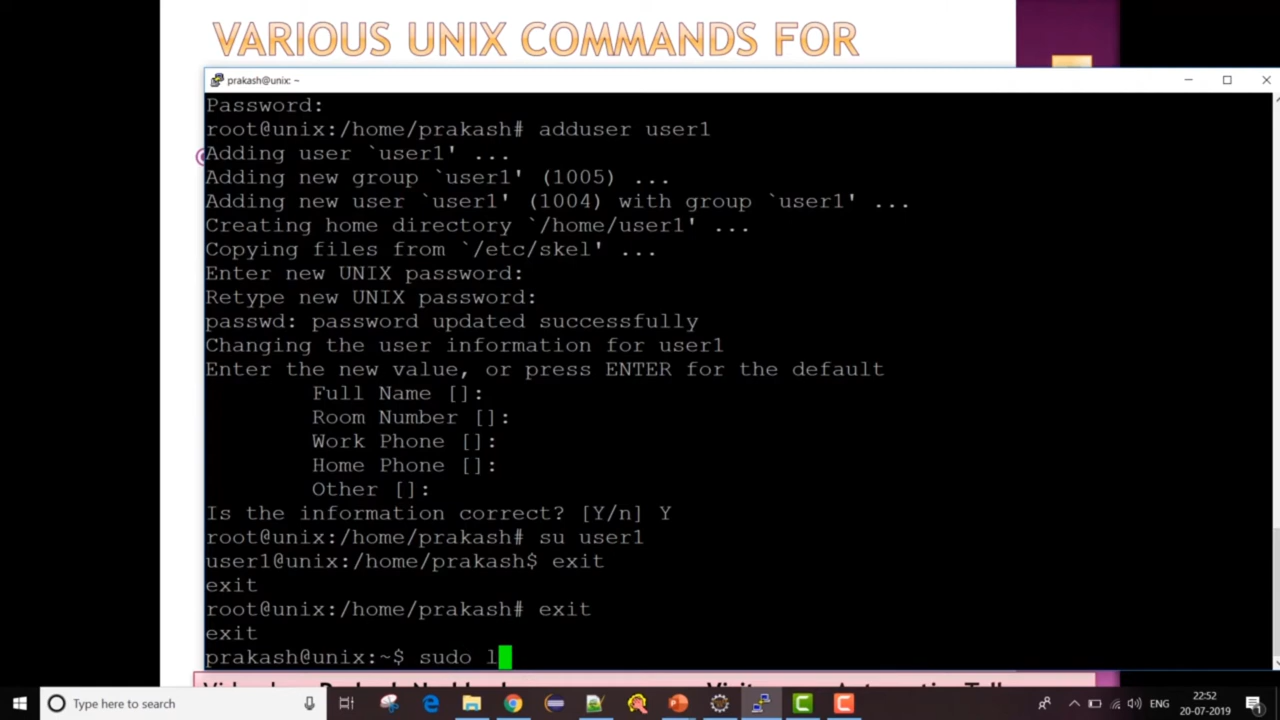 VARIOUS UNIX COMMANDS FOR
prakash@unix: ~
Password:
root@unix:/home/prakash# adduser user1
Adding user `user1' ...
Adding new group `user1' (1005) ...
Adding new user `user1' (1004) with group `user1' ...
Creating home directory `/home/user1' ...
Copying files from `/etc/skel' ...
Enter new UNIX password:
Retype new UNIX password:
passwd: password updated successfully
Changing the user information for user1
Enter the new value, or press ENTER for the default
Full Name []:
Room Number []:
Work Phone []:
Home Phone []:
Other []:
Is the information correct? [Y/n] Y
root@unix:/home/prakash# su user1
user1@unix:/home/prakash$ exit
exit
root@unix:/home/prakash# exit
exit
prakash@unix:~$ sudo l
Type here to search
ENG
22:52
20-07-2019
1